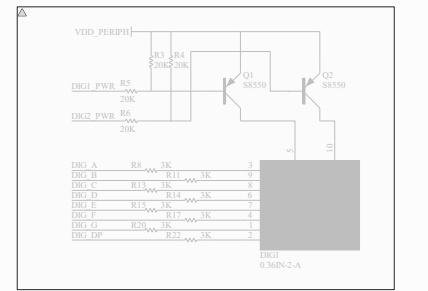 VDD_PERIPH
R3 R4
20K 20K
Q1 Q2
S8550 S8550
DIG1_PWR R5
20K
DIG2_PWR R6
20K
5 10
DIG_A R8 3K 3
DIG_B R11 3K 9
DIG_C R13 3K 8
DIG_D R14 3K 6
DIG_E R15 3K 7
DIG_F R17 3K 4
DIG_G R20 3K 1
DIG_DP R22 3K 2
DIG1
0.36IN-2-A